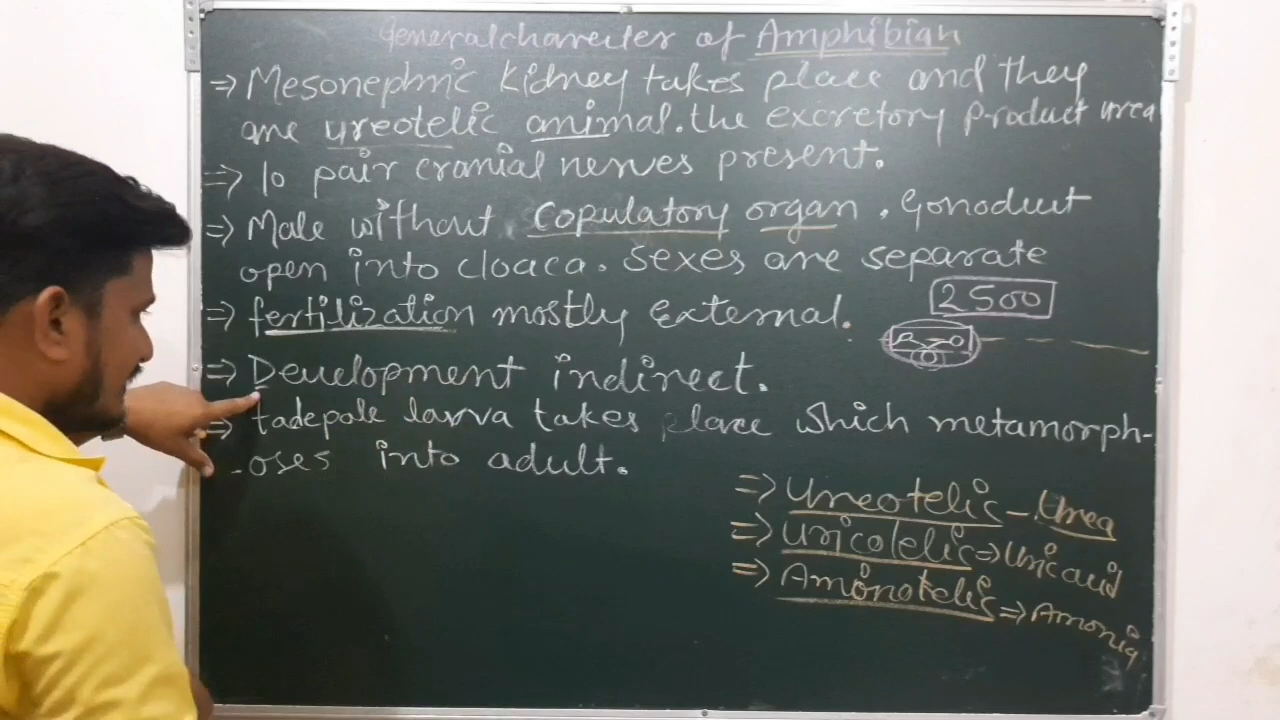 General charecter of Amphibian
⇒ Mesonephric kidney takes place and they
are ureotelic animal. the excretory product urea
⇒ 10 pair cranial nerves present.
⇒ Male without copulatory organ. Gonoduct
open into cloaca. Sexes are separate
⇒ fertilization mostly External.
2500
⇒ Development indirect.
⇒ tadepole larva takes place which metamorph-
-oses into adult.
⇒ Ureotelic - Urea
⇒ Uricotelic ⇒ Uric acid
⇒ Amonotelic ⇒ Amonia